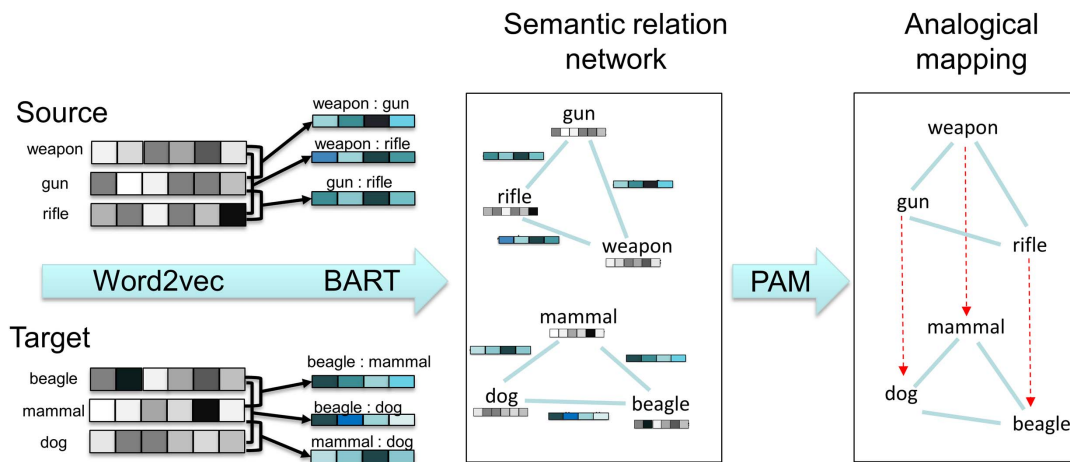 Semantic relation
network
Analogical
mapping
Source
weapon
gun
rifle
weapon : gun
weapon : rifle
gun : rifle
Word2vec
BART
Target
beagle
mammal
dog
beagle : mammal
beagle : dog
mammal : dog
gun
rifle
weapon
mammal
dog
beagle
PAM
weapon
gun
rifle
mammal
dog
beagle